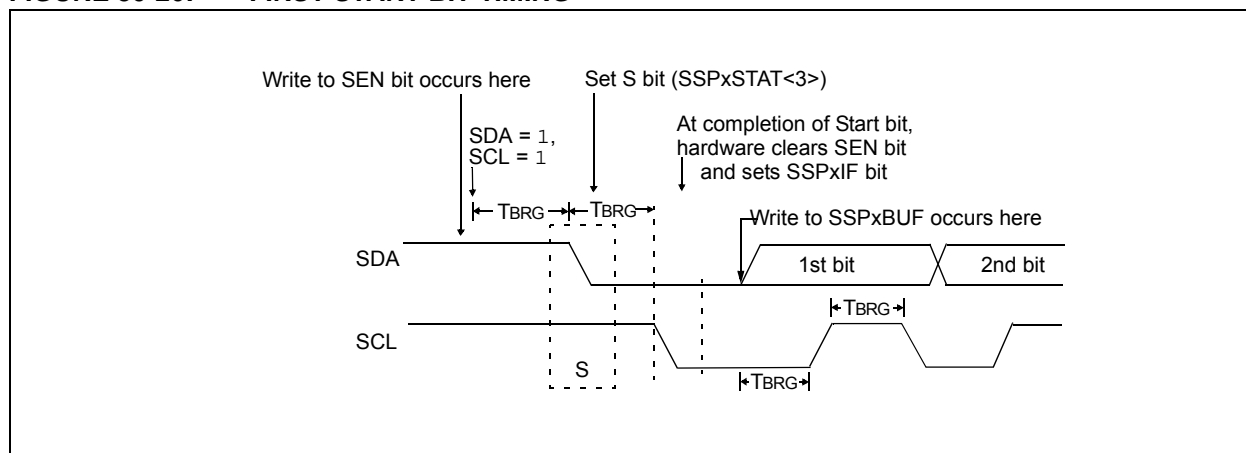 Write to SEN bit occurs here
Set S bit (SSPxSTAT<3>)
SDA = 1,
SCL = 1
At completion of Start bit,
hardware clears SEN bit
and sets SSPxIF bit
TBRG
TBRG
Write to SSPxBUF occurs here
SDA
1st bit
2nd bit
TBRG
SCL
S
TBRG